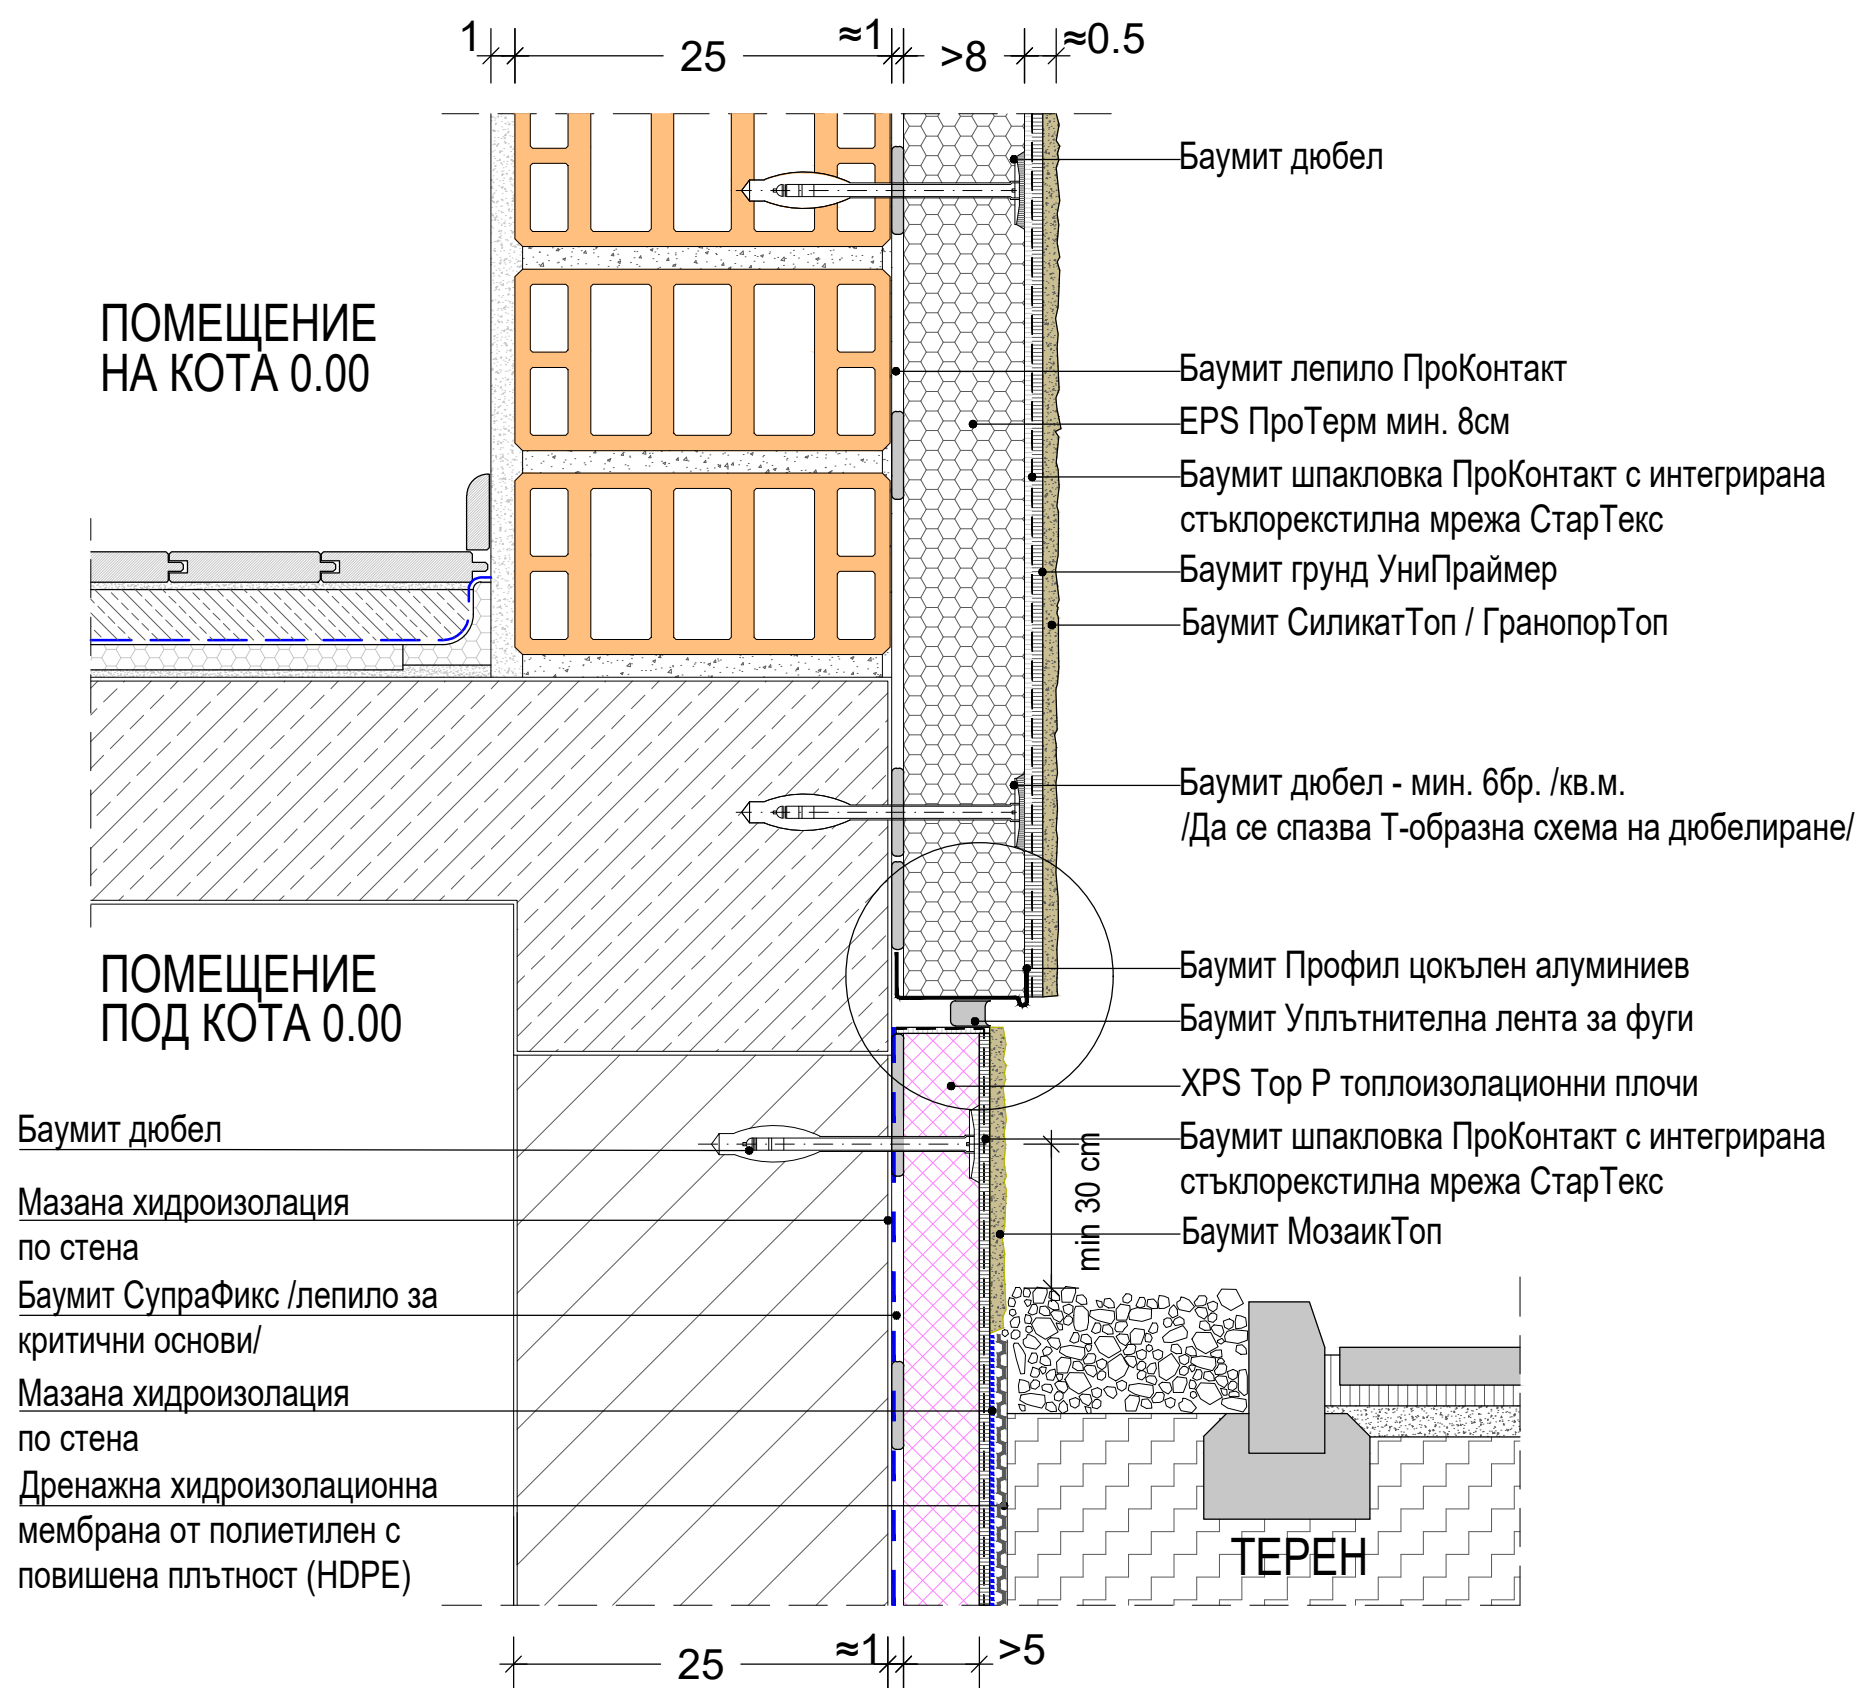 1
25
≈1
>8
≈0.5
Баумит дюбел
ПОМЕЩЕНИЕ
НА КОТА 0.00
Баумит лепило ПроКонтакт
EPS ПроТерм мин. 8см
Баумит шпакловка ПроКонтакт с интегрирана
стъклорекстилна мрежа СтарТекс
Баумит грунд УниПраймер
Баумит СиликатТоп / ГранопорТоп
Баумит дюбел - мин. 6бр. /кв.м.
/Да се спазва Т-образна схема на дюбелиране/
ПОМЕЩЕНИЕ
ПОД КОТА 0.00
Баумит Профил цокълен алуминиев
Баумит Уплътнителна лента за фуги
XPS Top P топлоизолационни плочи
Баумит шпакловка ПроКонтакт с интегрирана
стъклорекстилна мрежа СтарТекс
Баумит МозаикТоп
min 30 cm
Баумит дюбел
Мазана хидроизолация
по стена
Баумит СупраФикс /лепило за
критични основи/
Мазана хидроизолация
по стена
Дренажна хидроизолационна
мембрана от полиетилен с
повишена плътност (HDPE)
ТЕРЕН
25
≈1
>5